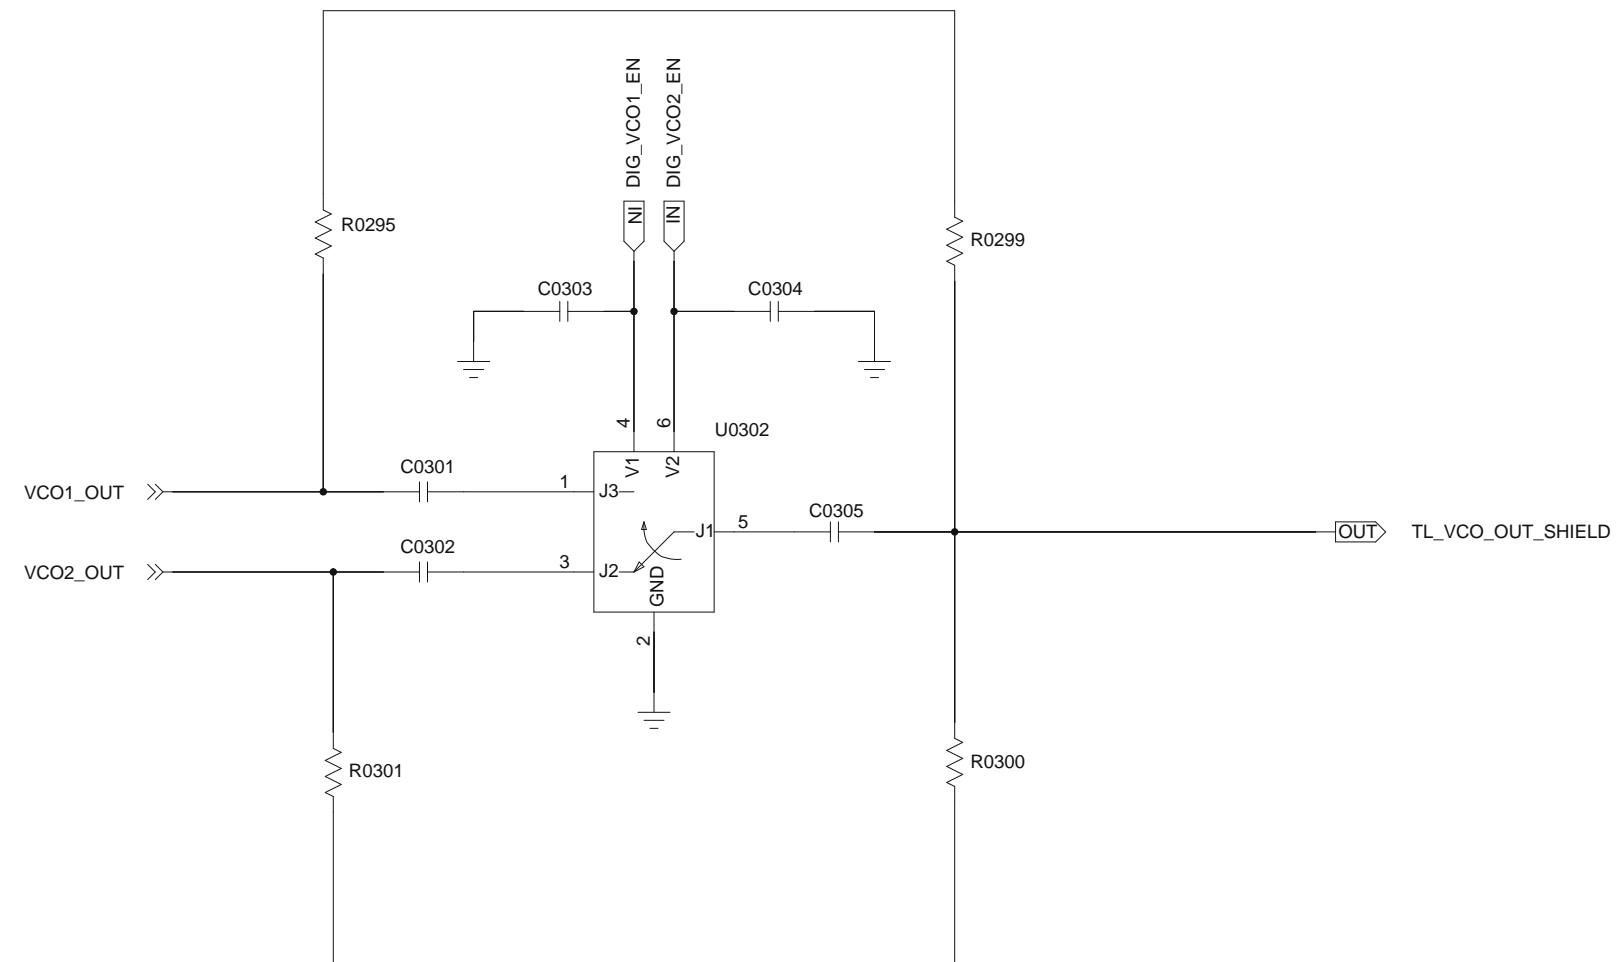 DIG_VCO1_EN
DIG_VCO2_EN
IN
IN
R0295
R0299
C0303
C0304
4
6
U0302
V1
V2
VCO1_OUT
C0301
1
J3
J1
5
C0305
OUT
TL_VCO_OUT_SHIELD
VCO2_OUT
C0302
3
J2
GND
2
R0301
R0300